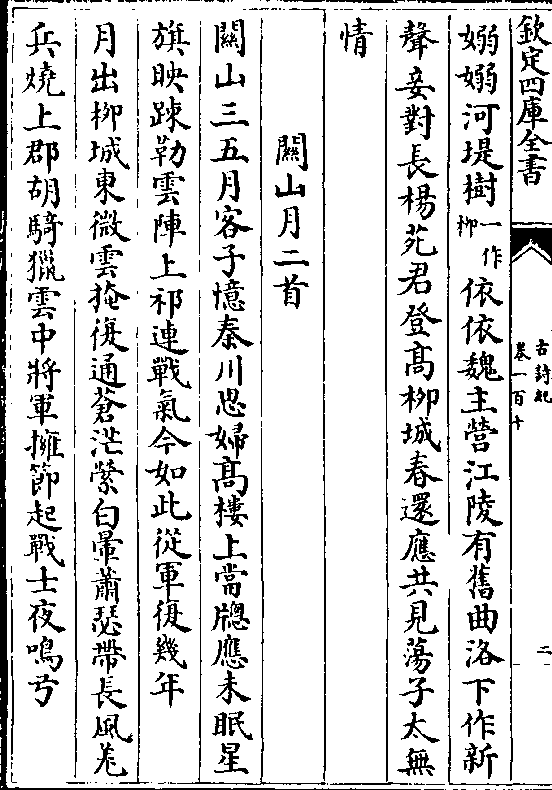 欽定四庫全書
古詩紀
卷一百十
二
嫋嫋河堤樹一作柳依依魏主營江陵有舊曲洛下作新
聲妾對長楊苑君登高柳城春還應共見蕩子太無
情
關山月二首
關山三五月客子憶秦川思婦高樓上當牕應未眠星
旗映疎勒雲陣上祁連戰氣今如此從軍復幾年
月出柳城東微雲掩復通蒼茫縈白暈蕭瑟帶長風羌
兵燒上郡胡騎獵雲中將軍擁節起戰士夜鳴弓